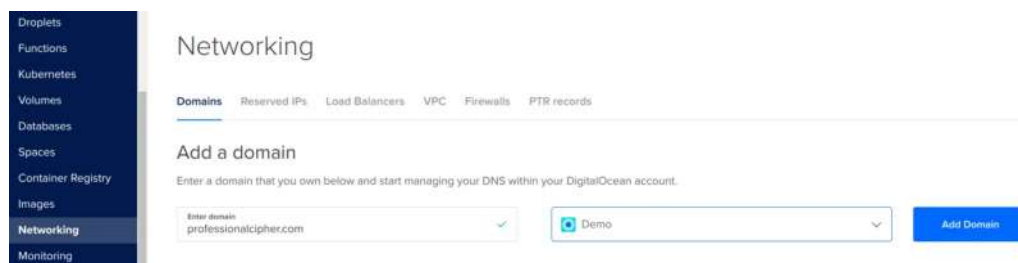 Droplets
Functions
Kubernetes
Volumes
Databases
Spaces
Container Registry
Images
Networking
Monitoring
Networking
Domains Reserved IPs Load Balancers VPC Firewalls PTR records
Add a domain
Enter a domain that you own below and start managing your DNS within your DigitalOcean account.
Enter domain
professionalcipher.com
Demo
Add Domain